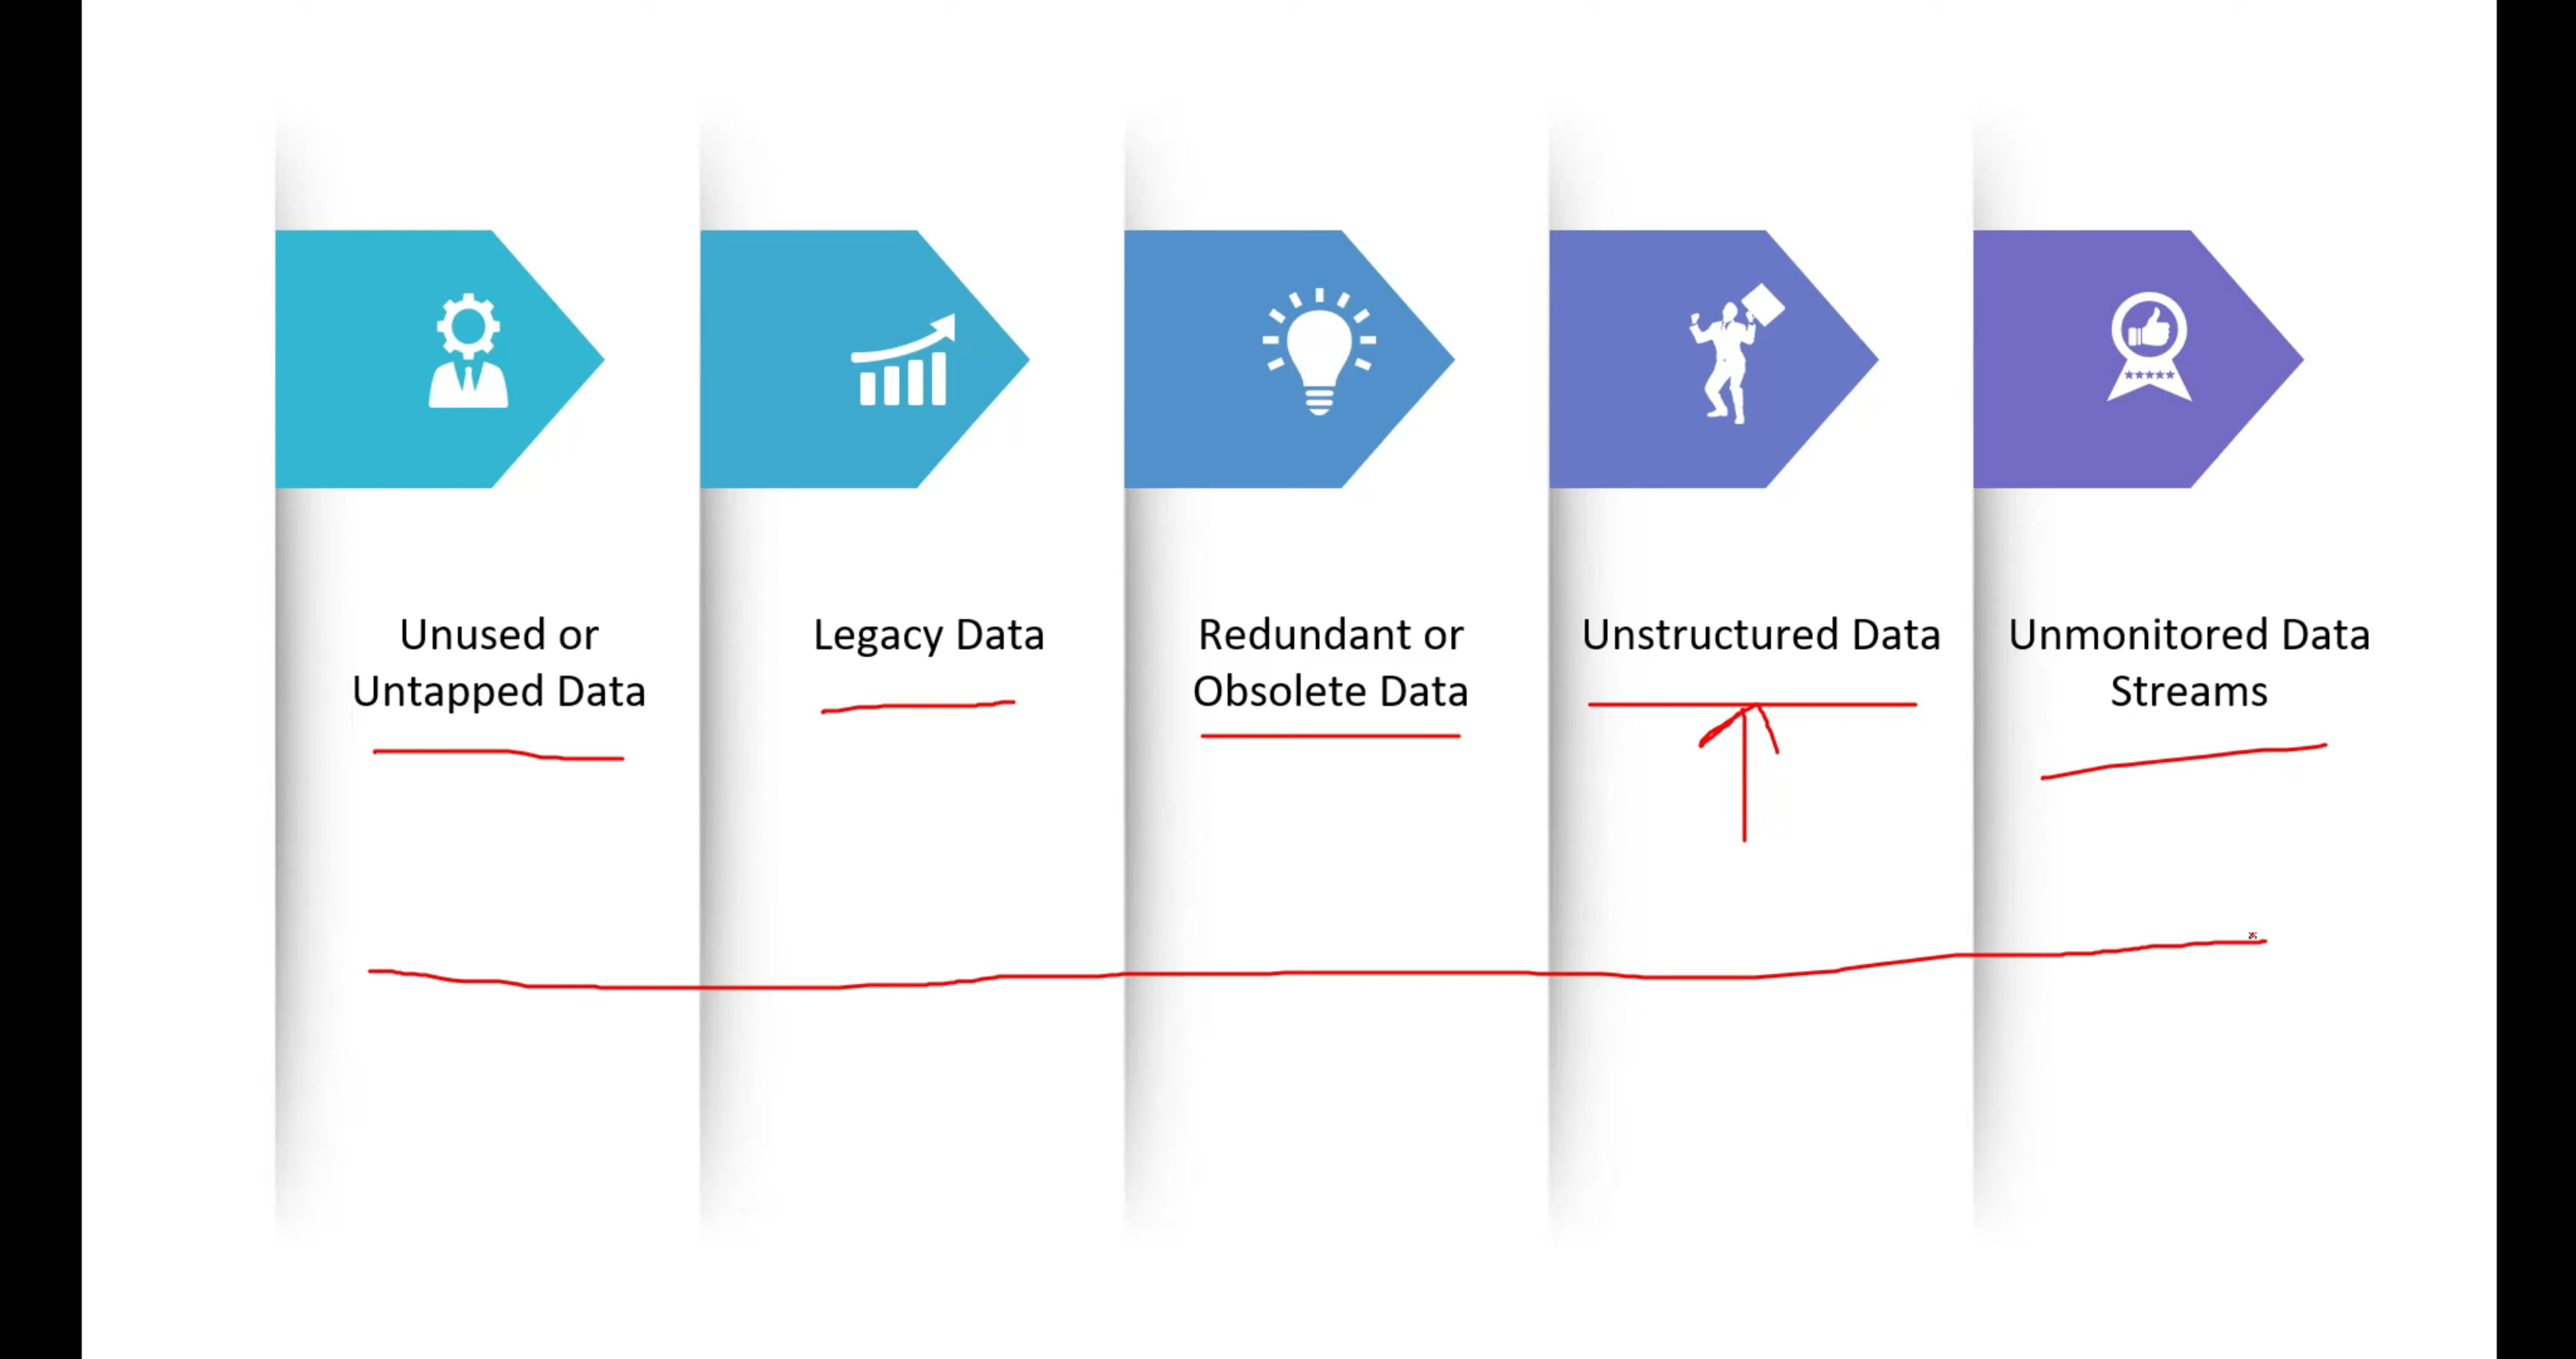 Unused or
Untapped Data
Legacy Data
Redundant or
Obsolete Data
Unstructured Data
Unmonitored Data
Streams